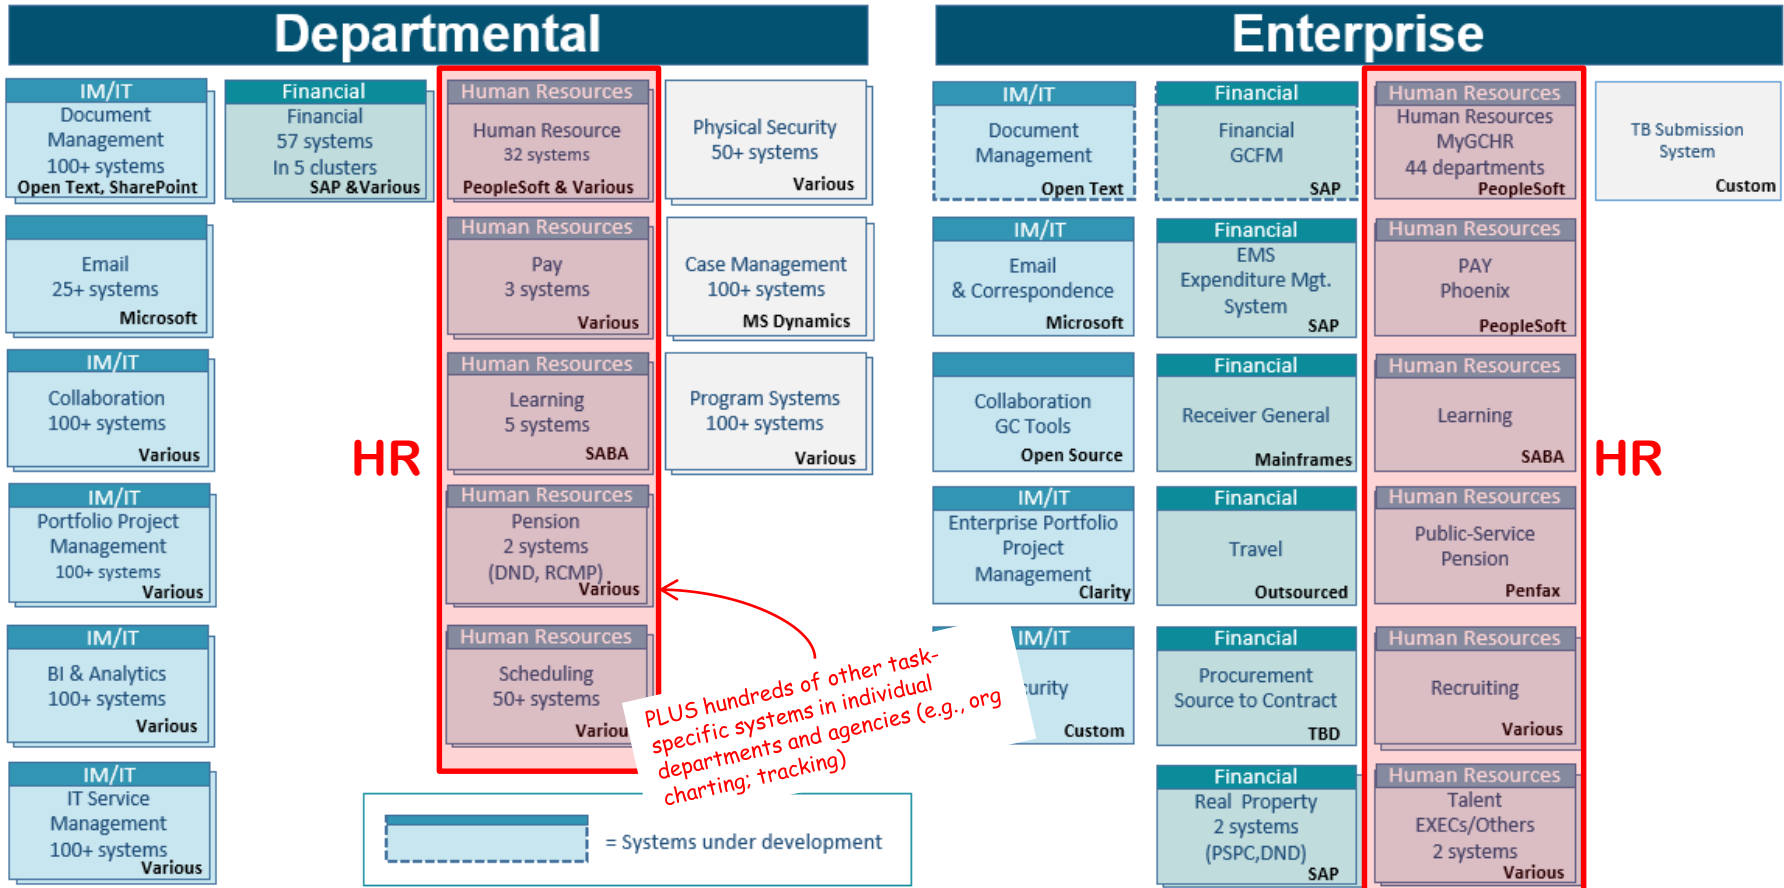 Departmental
IM/IT
Document
Management
100+ systems
Open Text, SharePoint
Financial
Financial
57 systems
In 5 clusters
SAP &Various
Human Resources
Human Resource
32 systems
PeopleSoft & Various
Physical Security
50+ systems
Various
Email
25+ systems
Microsoft
Human Resources
Pay
3 systems
Various
Case Management
100+ systems
MS Dynamics
IM/IT
Collaboration
100+ systems
Various
HR
Human Resources
Learning
5 systems
SABA
Program Systems
100+ systems
Various
IM/IT
Portfolio Project
Management
100+ systems
Various
Human Resources
Pension
2 systems
(DND, RCMP)
Various
IM/IT
BI & Analytics
100+ systems
Various
Human Resources
Scheduling
50+ systems
Variou
PLUS hundreds of other task-
specific systems in individual
departments and agencies (e.g., org
charting; tracking)
IM/IT
IT Service
Management
100+ systems
Various
= Systems under development
Enterprise
IM/IT
Document
Management
Open Text
Financial
Financial
GCFM
SAP
Human Resources
Human Resources
MyGCHR
44 departments
PeopleSoft
TB Submission
System
Custom
IM/IT
Email
& Correspondence
Microsoft
Financial
EMS
Expenditure Mgt.
System
SAP
Human Resources
PAY
Phoenix
PeopleSoft
Collaboration
GC Tools
Open Source
Financial
Receiver General
Mainframes
Human Resources
Learning
SABA
HR
IM/IT
Enterprise Portfolio
Project
Management
Clarity
Financial
Travel
Outsourced
Human Resources
Public-Service
Pension
Penfax
IM/IT
curity
Custom
Financial
Procurement
Source to Contract
TBD
Human Resources
Recruiting
Various
Financial
Real Property
2 systems
(PSPC,DND)
SAP
Human Resources
Talent
EXECs/Others
2 systems
Various